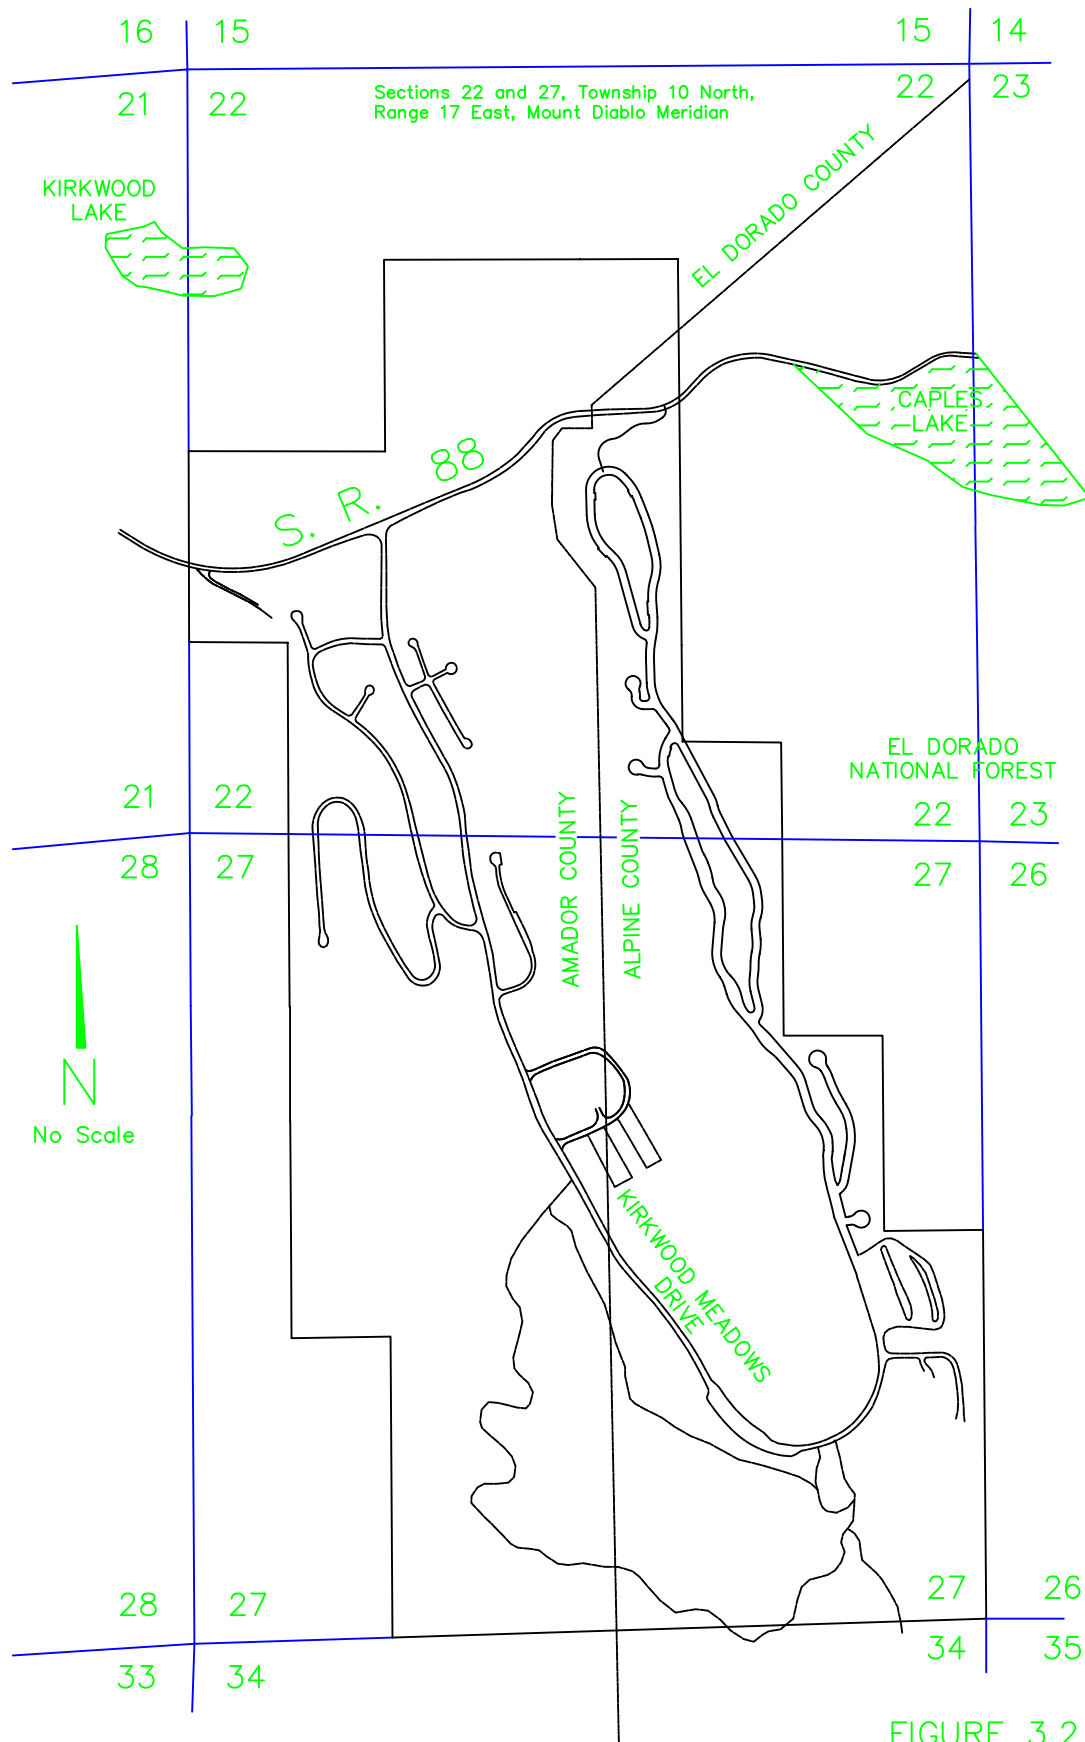 16 15
15 14
21 22
22 23
Sections 22 and 27, Township 10 North,
Range 17 East, Mount Diablo Meridian
EL DORADO COUNTY
KIRKWOOD
LAKE
CAPLES
LAKE
S. R. 88
EL DORADO
NATIONAL FOREST
21 22
22 23
AMADOR COUNTY
ALPINE COUNTY
28 27
27 26
N
No Scale
KIRKWOOD MEADOWS
DRIVE
28 27
27 26
33 34
34 35
FIGURE 3.2